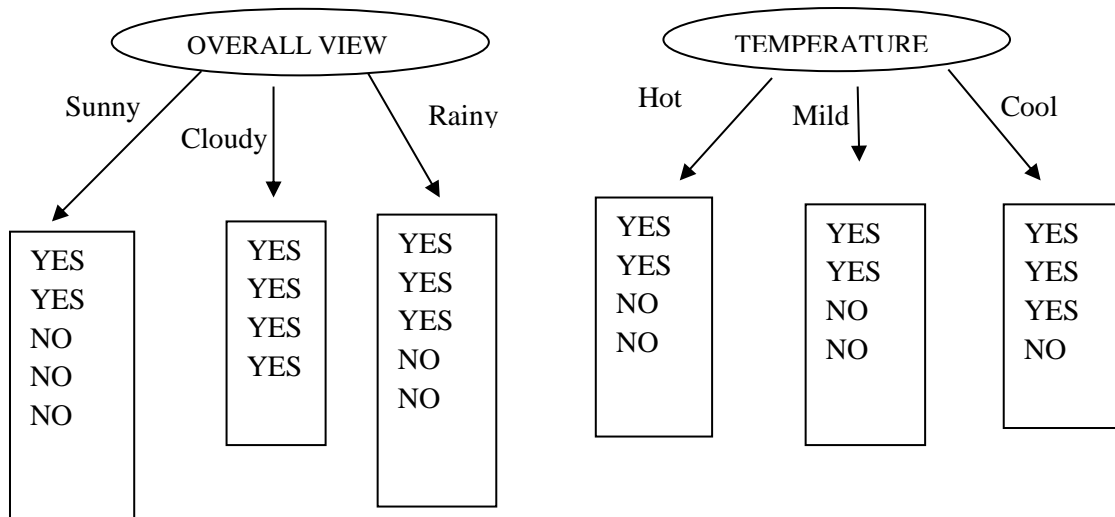 OVERALL VIEW
Sunny
Cloudy
Rainy
YES
YES
NO
NO
NO
YES
YES
YES
YES
YES
YES
YES
NO
NO
TEMPERATURE
Hot
Mild
Cool
YES
YES
NO
NO
YES
YES
NO
NO
YES
YES
YES
NO